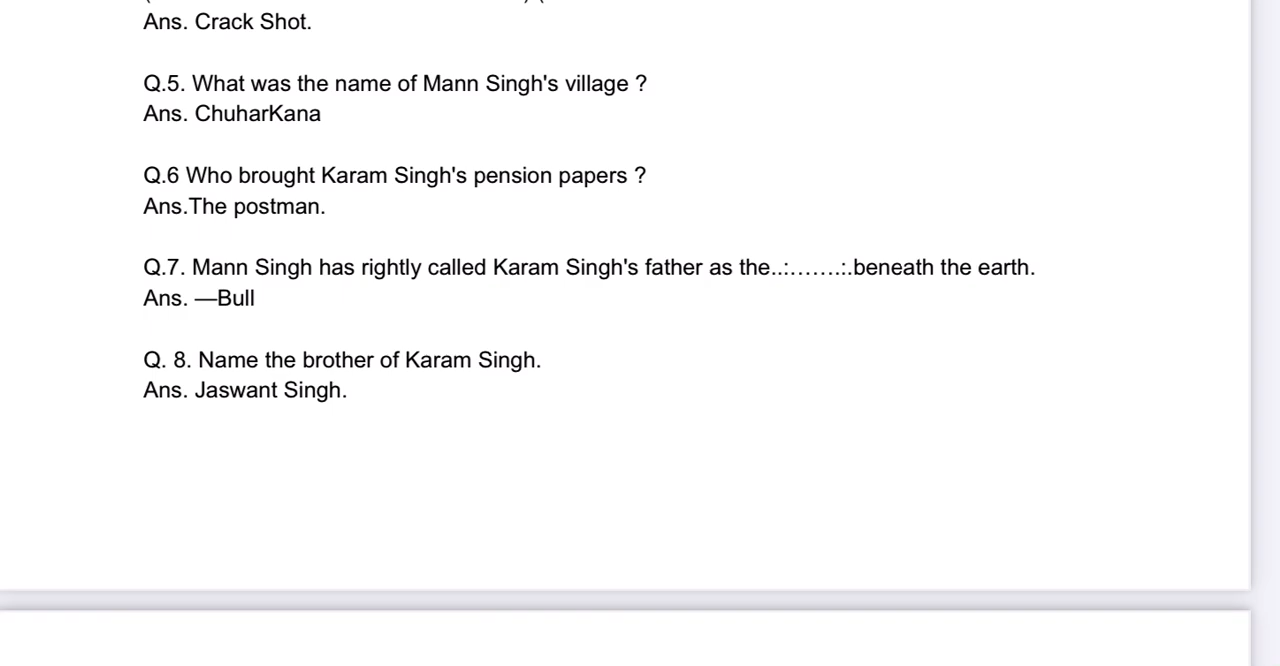 Ans. Crack Shot.
Q.5. What was the name of Mann Singh's village ?
Ans. ChuharKana
Q.6 Who brought Karam Singh's pension papers ?
Ans.The postman.
Q.7. Mann Singh has rightly called Karam Singh's father as the..:…….:.beneath the earth.
Ans. —Bull
Q. 8. Name the brother of Karam Singh.
Ans. Jaswant Singh.